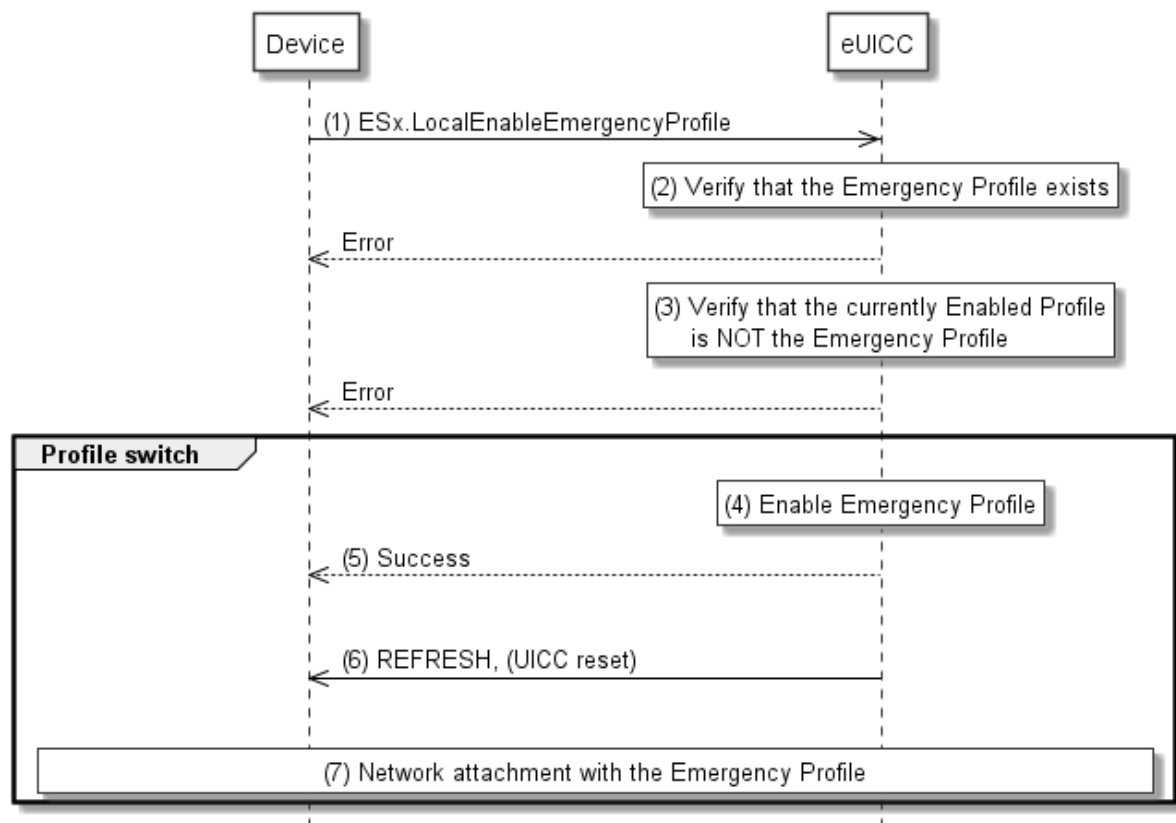 Device
eUICC
(1) ESx.LocalEnableEmergencyProfile
(2) Verify that the Emergency Profile exists
Error
(3) Verify that the currently Enabled Profile
is NOT the Emergency Profile
Error
Profile switch
(4) Enable Emergency Profile
(5) Success
(6) REFRESH, (UICC reset)
(7) Network attachment with the Emergency Profile